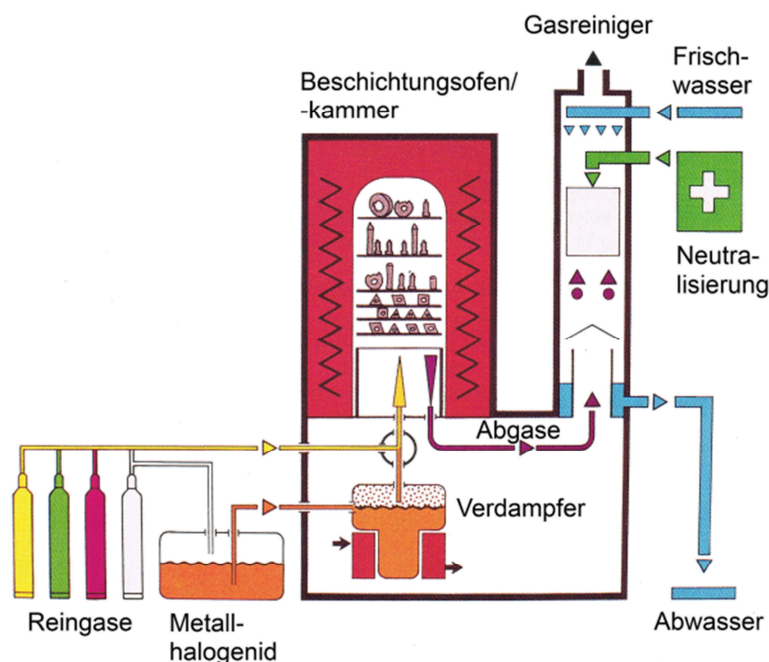 Gasreiniger
Frisch-
wasser
Beschichtungsofen/
-kammer
Neutra-
lisierung
Abgase
Verdampfer
Reingase
Metall-
halogenid
Abwasser